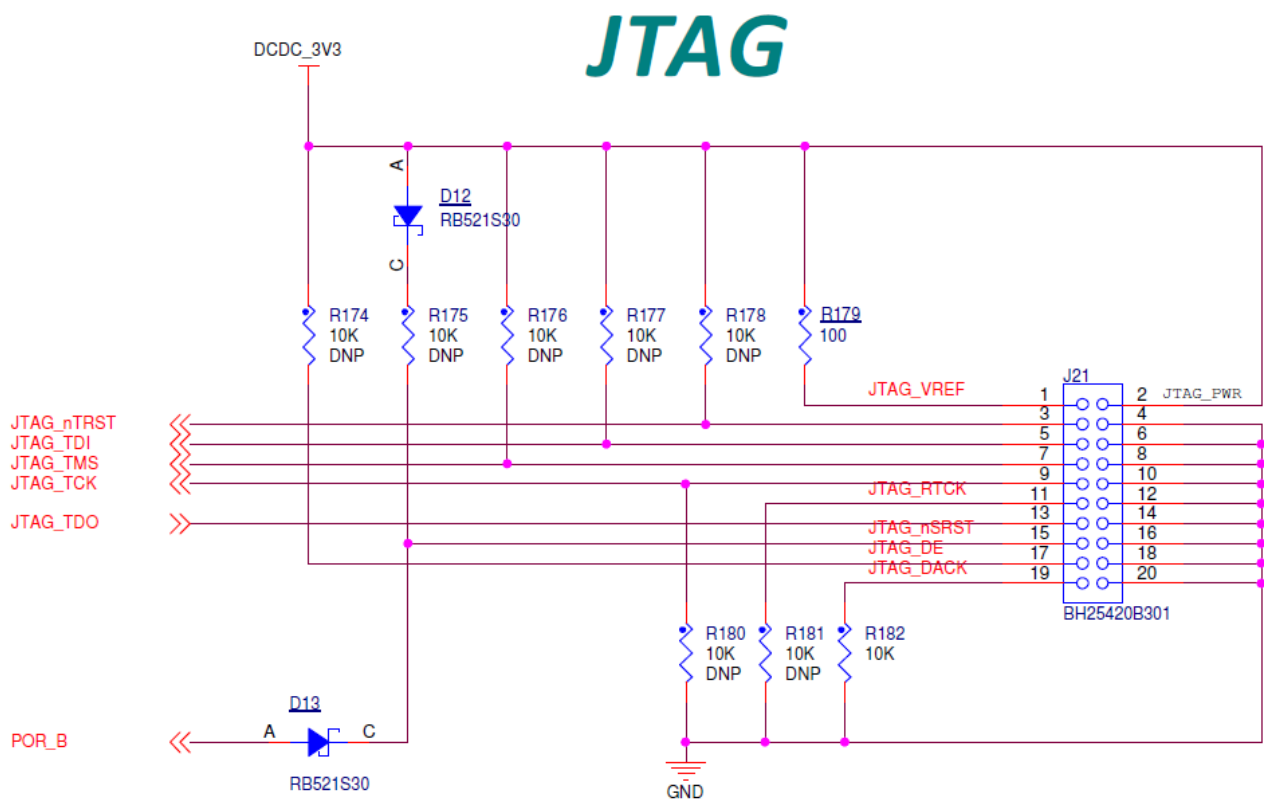 JTAG
DCDC_3V3
A
D12
RB521S30
C
R174
10K
DNP
R175
10K
DNP
R176
10K
DNP
R177
10K
DNP
R178
10K
DNP
R179
100
J21
JTAG_VREF
1
2
JTAG_PWR
JTAG_nTRST
3
4
JTAG_TDI
5
6
JTAG_TMS
7
8
JTAG_TCK
9
10
JTAG_RTCK
11
12
JTAG_TDO
13
14
JTAG_nSRST
15
16
JTAG_DE
17
18
JTAG_DACK
19
20
BH25420B301
R180
10K
DNP
R181
10K
DNP
R182
10K
D13
POR_B
A
C
RB521S30
GND